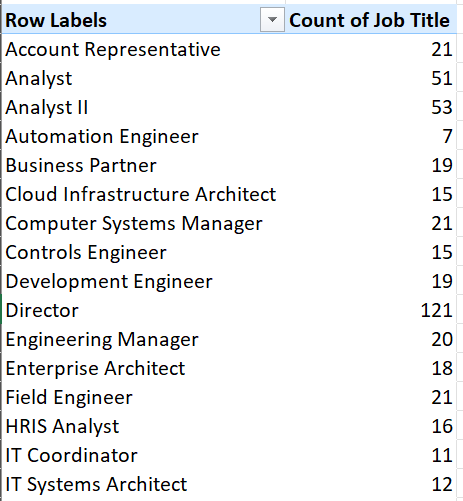 Row Labels Count of Job Title
Account Representative 21
Analyst 51
Analyst II 53
Automation Engineer 7
Business Partner 19
Cloud Infrastructure Architect 15
Computer Systems Manager 21
Controls Engineer 15
Development Engineer 19
Director 121
Engineering Manager 20
Enterprise Architect 18
Field Engineer 21
HRIS Analyst 16
IT Coordinator 11
IT Systems Architect 12